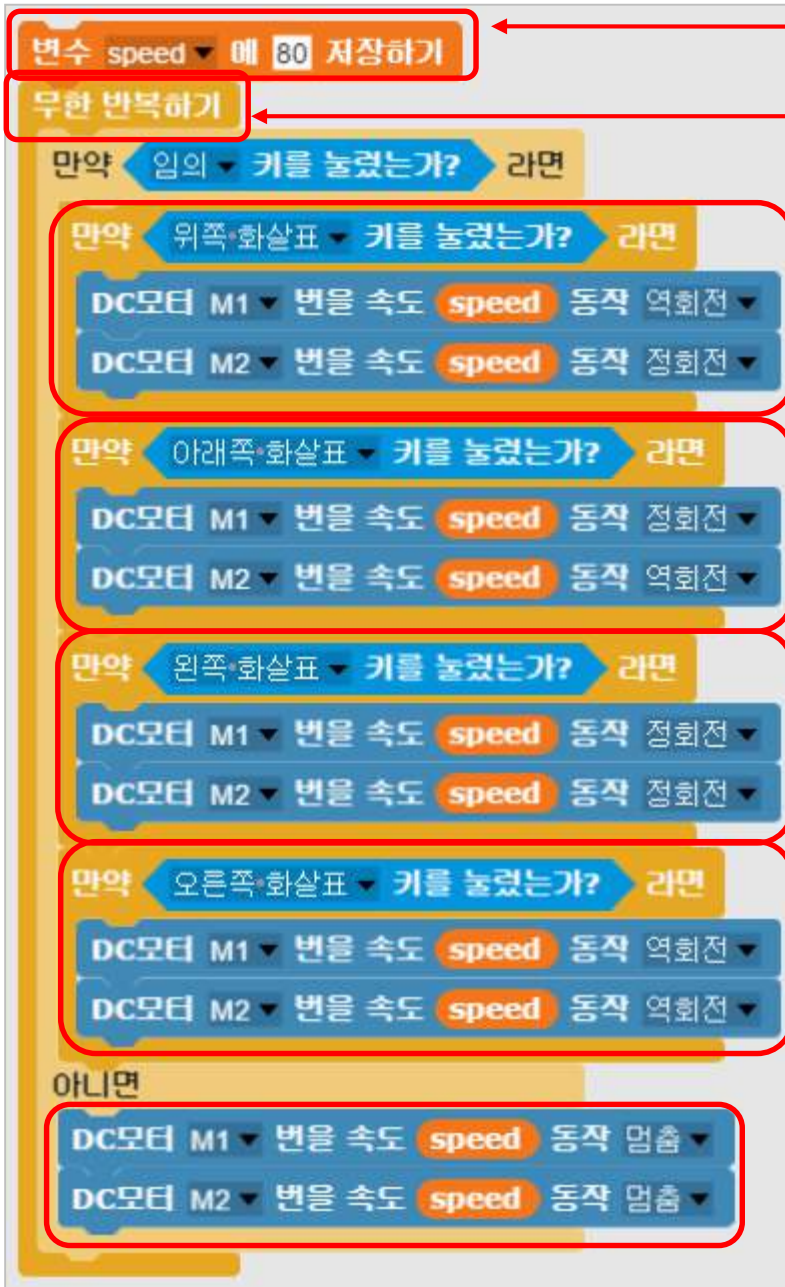 변수 speed 에 80 저장하기
무한 반복하기
만약 임의 키를 눌렀는가? 라면
만약 위쪽·화살표 키를 눌렀는가? 라면
DC모터 M1 번을 속도 speed 동작 역회전
DC모터 M2 번을 속도 speed 동작 정회전
만약 아래쪽·화살표 키를 눌렀는가? 라면
DC모터 M1 번을 속도 speed 동작 정회전
DC모터 M2 번을 속도 speed 동작 역회전
만약 왼쪽·화살표 키를 눌렀는가? 라면
DC모터 M1 번을 속도 speed 동작 정회전
DC모터 M2 번을 속도 speed 동작 정회전
만약 오른쪽·화살표 키를 눌렀는가? 라면
DC모터 M1 번을 속도 speed 동작 역회전
DC모터 M2 번을 속도 speed 동작 역회전
아니면
DC모터 M1 번을 속도 speed 동작 멈춤
DC모터 M2 번을 속도 speed 동작 멈춤